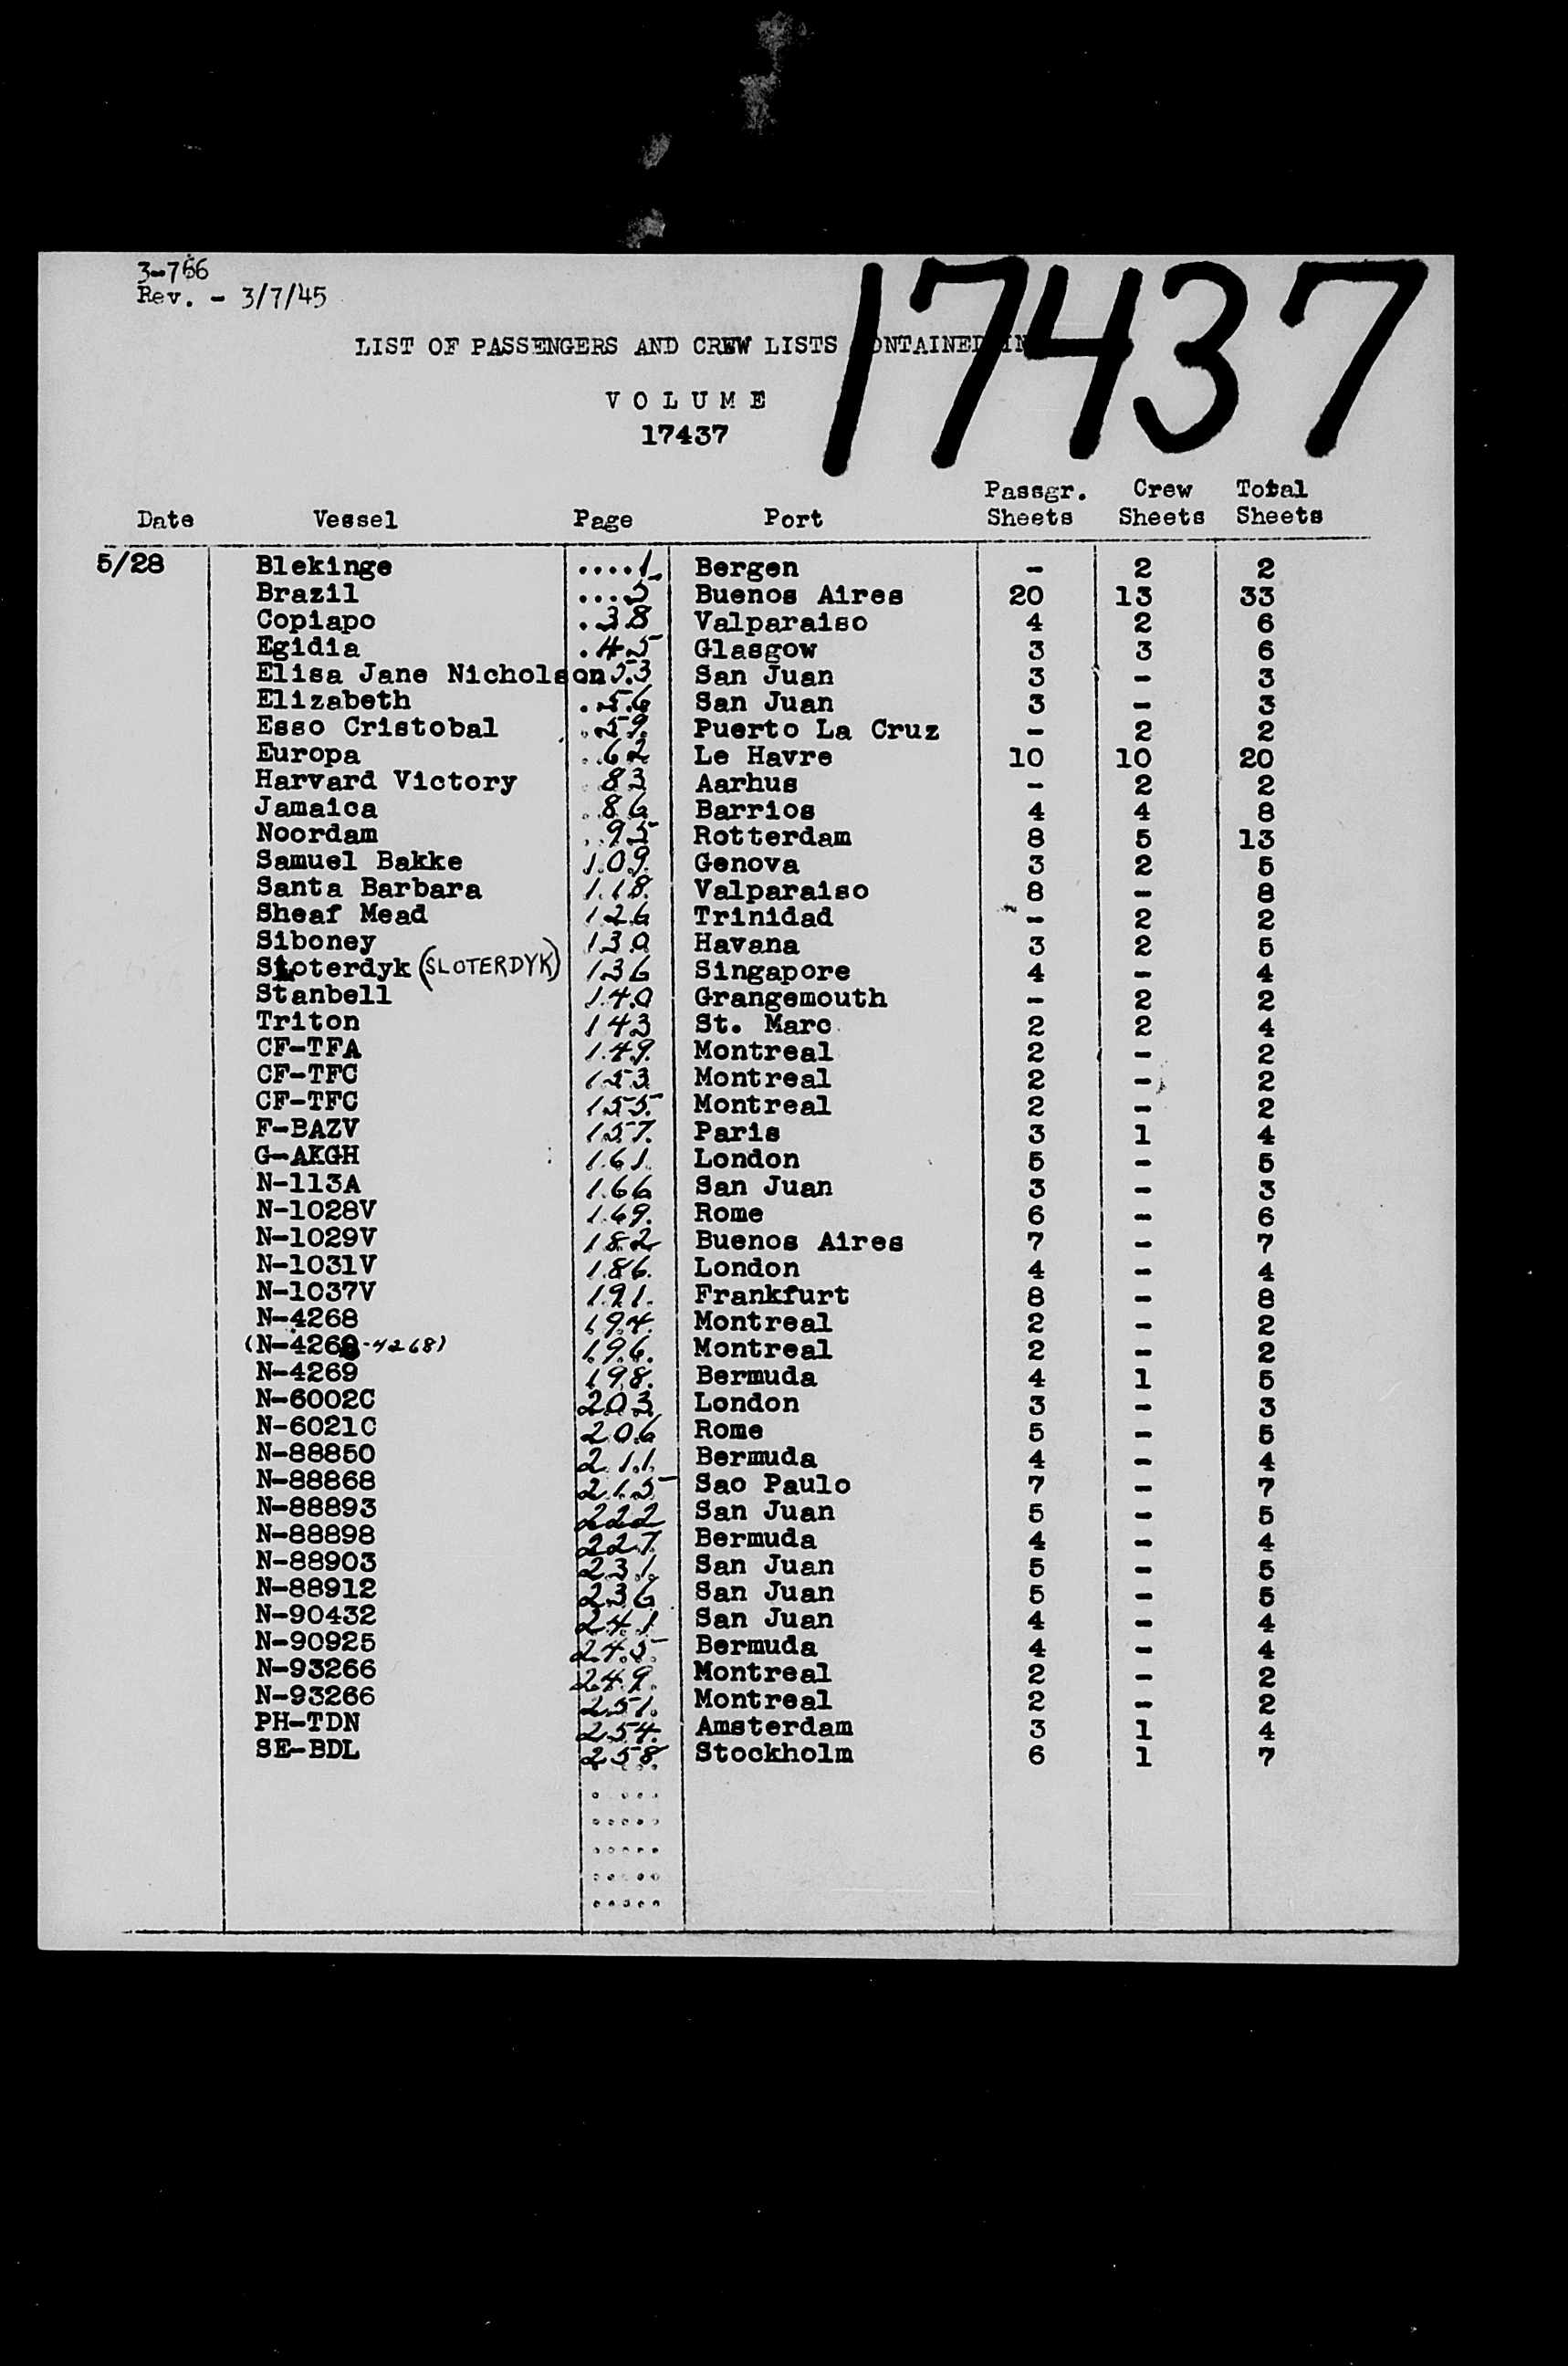 3-766
Rev. - 3/7/45
17437
LIST OF PASSENGERS AND CREW LISTS CONTAINED IN
VOLUME
17437
Date Vessel Page Port Passgr. Sheets Crew Sheets Total Sheets
5/28 Blekinge ....1 Bergen - 2 2
Brazil ....5 Buenos Aires 20 13 33
Copiapo .38 Valparaiso 4 2 6
Egidia .45 Glasgow 3 3 6
Elisa Jane Nicholson 53 San Juan 3 - 3
Elizabeth .56 San Juan 3 - 3
Esso Cristobal .59 Puerto La Cruz - 2 2
Europa ..62 Le Havre 10 10 20
Harvard Victory 83 Aarhus - 2 2
Jamaica ..86 Barrios 4 4 8
Noordam ..95 Rotterdam 8 5 13
Samuel Bakke 109 Genova 3 2 5
Santa Barbara 118 Valparaiso 8 - 8
Sheaf Mead 126 Trinidad - 2 2
Siboney 130 Havana 3 2 5
Sloterdyk (SLOTERDYK) 136 Singapore 4 - 4
Stanbell 140 Grangemouth - 2 2
Triton 143 St. Marc 2 2 4
CF-TFA 149 Montreal 2 - 2
CF-TFC 153 Montreal 2 - 2
CF-TFC 155 Montreal 2 - 2
F-BAZV 157 Paris 3 1 4
G-AKGH 161 London 5 - 5
N-113A 166 San Juan 3 - 3
N-1028V 169 Rome 6 - 6
N-1029V 182 Buenos Aires 7 - 7
N-1031V 186 London 4 - 4
N-1037V 191 Frankfurt 8 - 8
N-4268 194 Montreal 2 - 2
(N-4268-4268) 196 Montreal 2 - 2
N-4269 198 Bermuda 4 1 5
N-6002C 203 London 3 - 3
N-6021C 206 Rome 5 - 5
N-88850 211 Bermuda 4 - 4
N-88868 215 Sao Paulo 7 - 7
N-88893 222 San Juan 5 - 5
N-88898 227 Bermuda 4 - 4
N-88903 231 San Juan 5 - 5
N-88912 236 San Juan 5 - 5
N-90432 241 San Juan 4 - 4
N-90925 245 Bermuda 4 - 4
N-93266 249 Montreal 2 - 2
N-93266 251 Montreal 2 - 2
PH-TDN 254 Amsterdam 3 1 4
SE-BDL 258 Stockholm 6 1 7